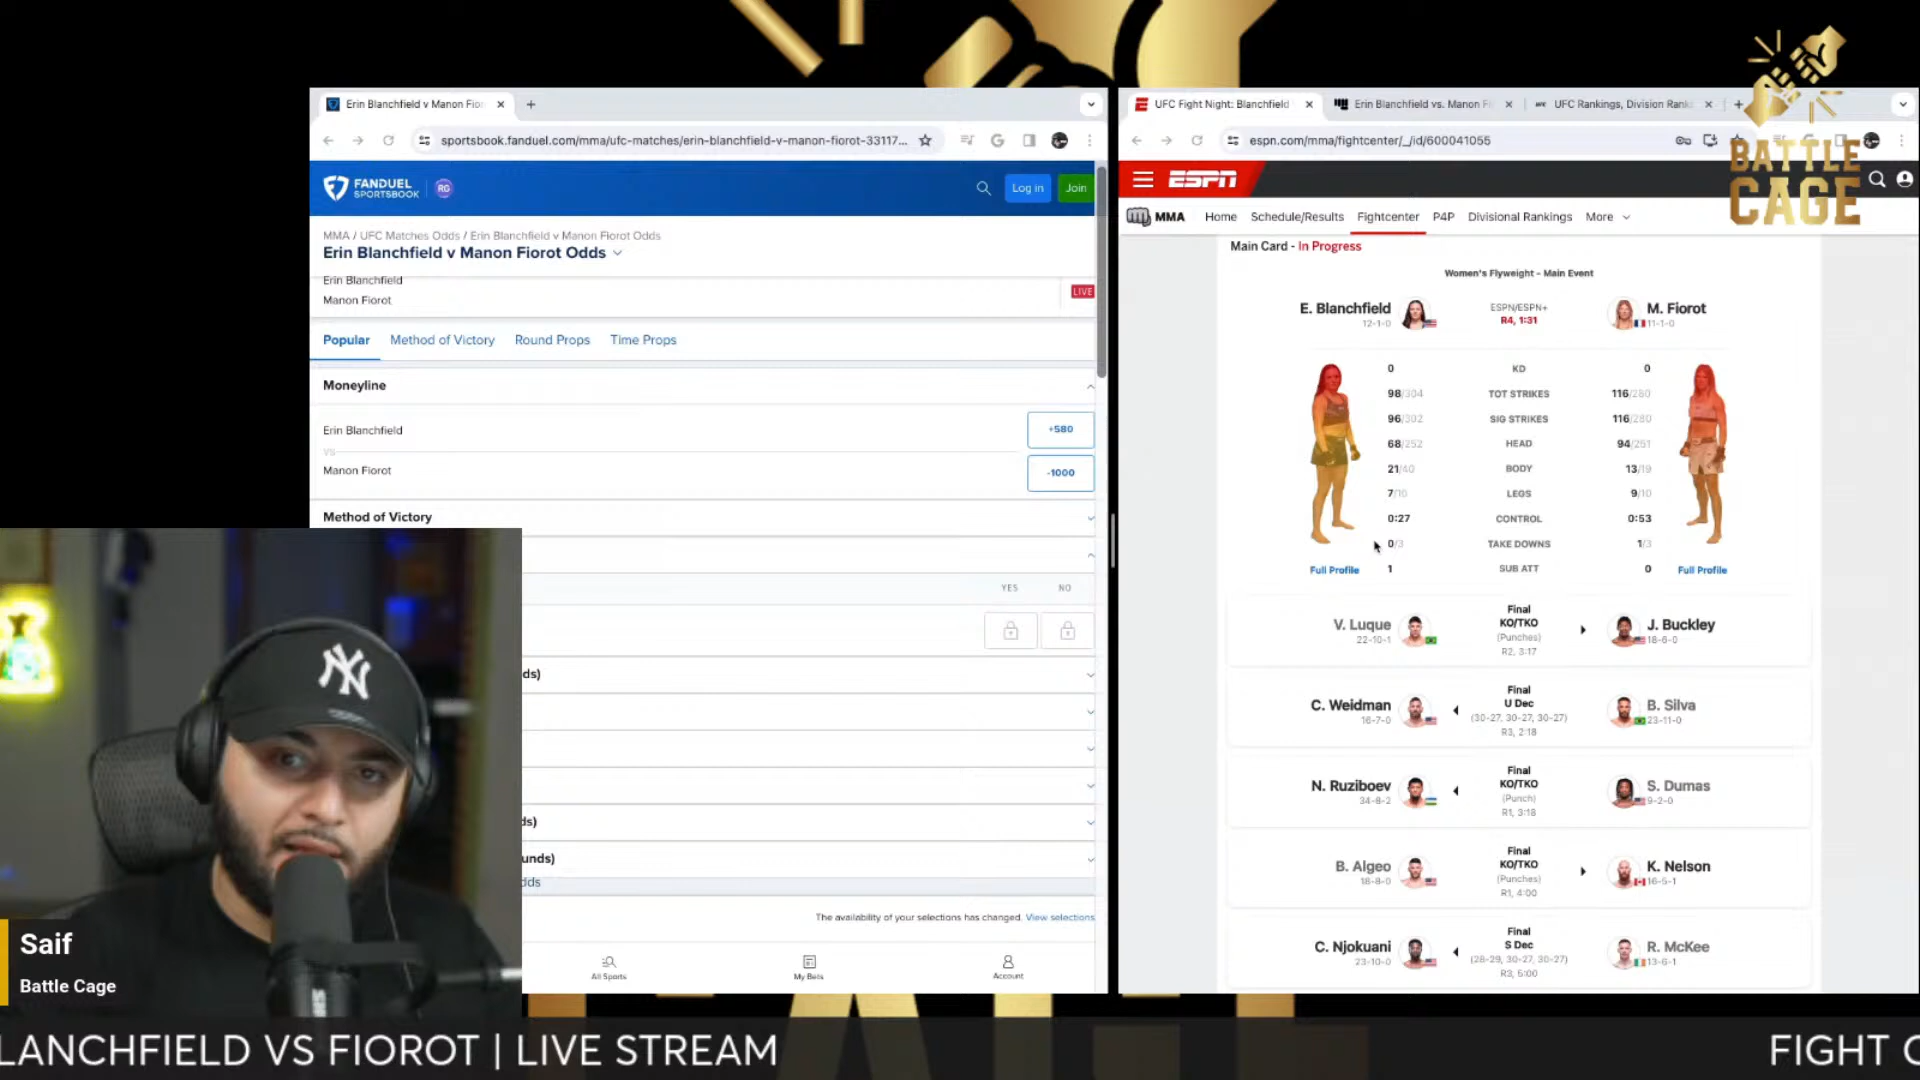 Erin Blanchfield v Manon Fior
sportsbook.fanduel.com/mma/ufc-matches/erin-blanchfield-v-manon-fiorot-33117...
FANDUEL
SPORTSBOOK
RG
Log in
Join
MMA / UFC Matches Odds / Erin Blanchfield v Manon Fiorot Odds
Erin Blanchfield v Manon Fiorot Odds
Erin Blanchfield
Manon Fiorot
LIVE
Popular
Method of Victory
Round Props
Time Props
Moneyline
Erin Blanchfield
+580
VS
Manon Fiorot
-1000
Method of Victory
YES
NO
ds)
ds)
unds)
dds
The availability of your selections has changed. View selections
All Sports
My Bets
Account
UFC Fight Night: Blanchfield
Erin Blanchfield vs. Manon Fi
UFC Rankings, Division Rank
espn.com/mma/fightcenter/_/id/600041055
BATTLE
CAGE
ESPN
MMA
Home
Schedule/Results
Fightcenter
P4P
Divisional Rankings
More
Main Card - In Progress
Women's Flyweight - Main Event
E. Blanchfield
12-1-0
ESPN/ESPN+
R4, 1:31
M. Fiorot
11-1-0
0 KD 0
98/304 TOT STRIKES 116/280
96/302 SIG STRIKES 116/280
68/252 HEAD 94/251
21/40 BODY 13/19
7/10 LEGS 9/10
0:27 CONTROL 0:53
0/3 TAKE DOWNS 1/3
Full Profile 1 SUB ATT 0 Full Profile
V. Luque
22-10-1
Final
KO/TKO
(Punches)
R2, 3:17
J. Buckley
18-6-0
C. Weidman
16-7-0
Final
U Dec
(30-27, 30-27, 30-27)
R3, 2:18
B. Silva
23-11-0
N. Ruziboev
34-8-2
Final
KO/TKO
(Punch)
R1, 3:18
S. Dumas
9-2-0
B. Algeo
18-8-0
Final
KO/TKO
(Punches)
R1, 4:00
K. Nelson
16-5-1
C. Njokuani
23-10-0
Final
S Dec
(28-29, 30-27, 30-27)
R3, 5:00
R. McKee
13-6-1
NY
Saif
Battle Cage
LANCHFIELD VS FIOROT | LIVE STREAM
FIGHT C